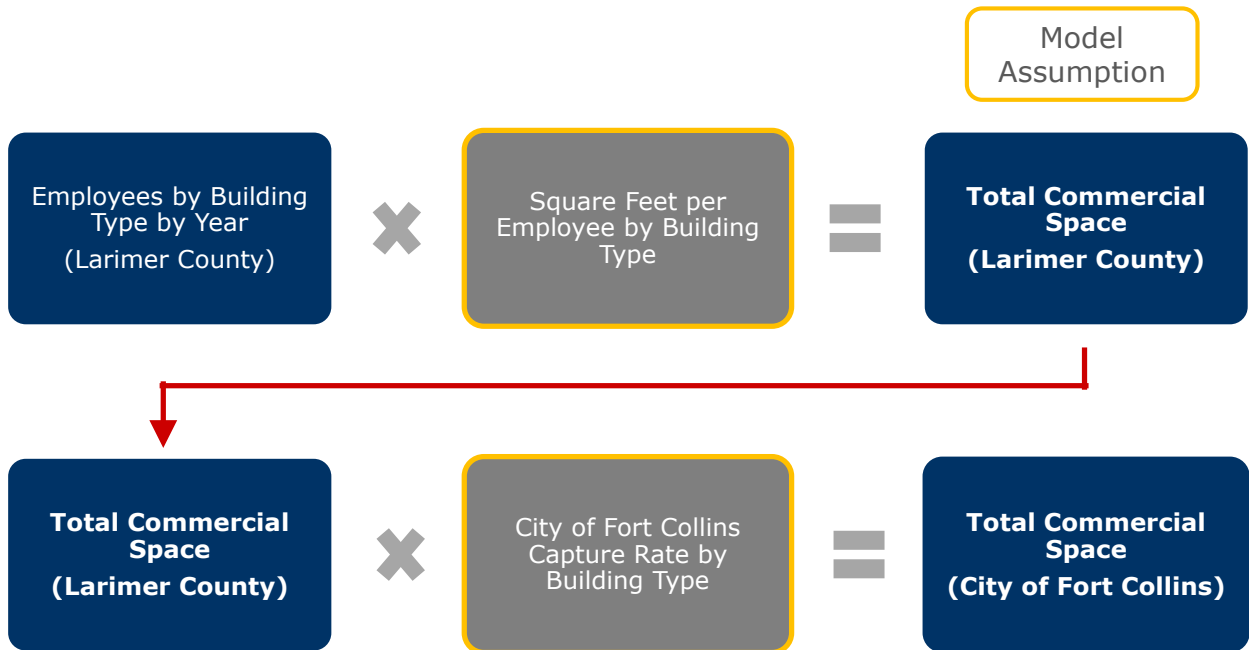 Model
Assumption
Employees by Building
Type by Year
(Larimer County)
Square Feet per
Employee by Building
Type
Total Commercial
Space
(Larimer County)
Total Commercial
Space
(Larimer County)
City of Fort Collins
Capture Rate by
Building Type
Total Commercial
Space
(City of Fort Collins)